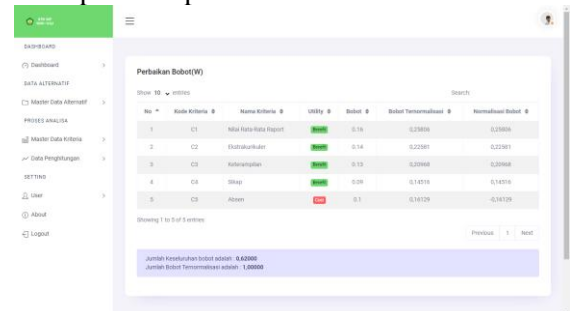 DASHBOARD
Dashboard
DATA ALTERNATIF
Master Data Alternatif
PROSES ANALISA
Master Data Kriteria
Data Penghitungan
SETTING
User
About
Logout
Perbaikan Bobot(W)
Show 10 entries Search:
No Kode Kriteria Nama Kriteria Utility Bobot Bobot Ternormalisasi Normalisasi Bobot
1 C1 Nilai Rata-Rata Raport Benefit 0.16 0,25806 0,25806
2 C2 Ekstrakurikuler Benefit 0.14 0,22581 0,22581
3 C3 Keterampilan Benefit 0.13 0,20968 0,20968
4 C4 Sikap Benefit 0.09 0,14516 0,14516
5 Absen Cost 0.1 0,16129 -0,16129
Showing 1 to 5 of 5 entries
Previous 1 Next
Jumlah Keseluruhan bobot adalah : 0,62000
Jumlah Bobot Ternormalisasi adalah : 1,00000